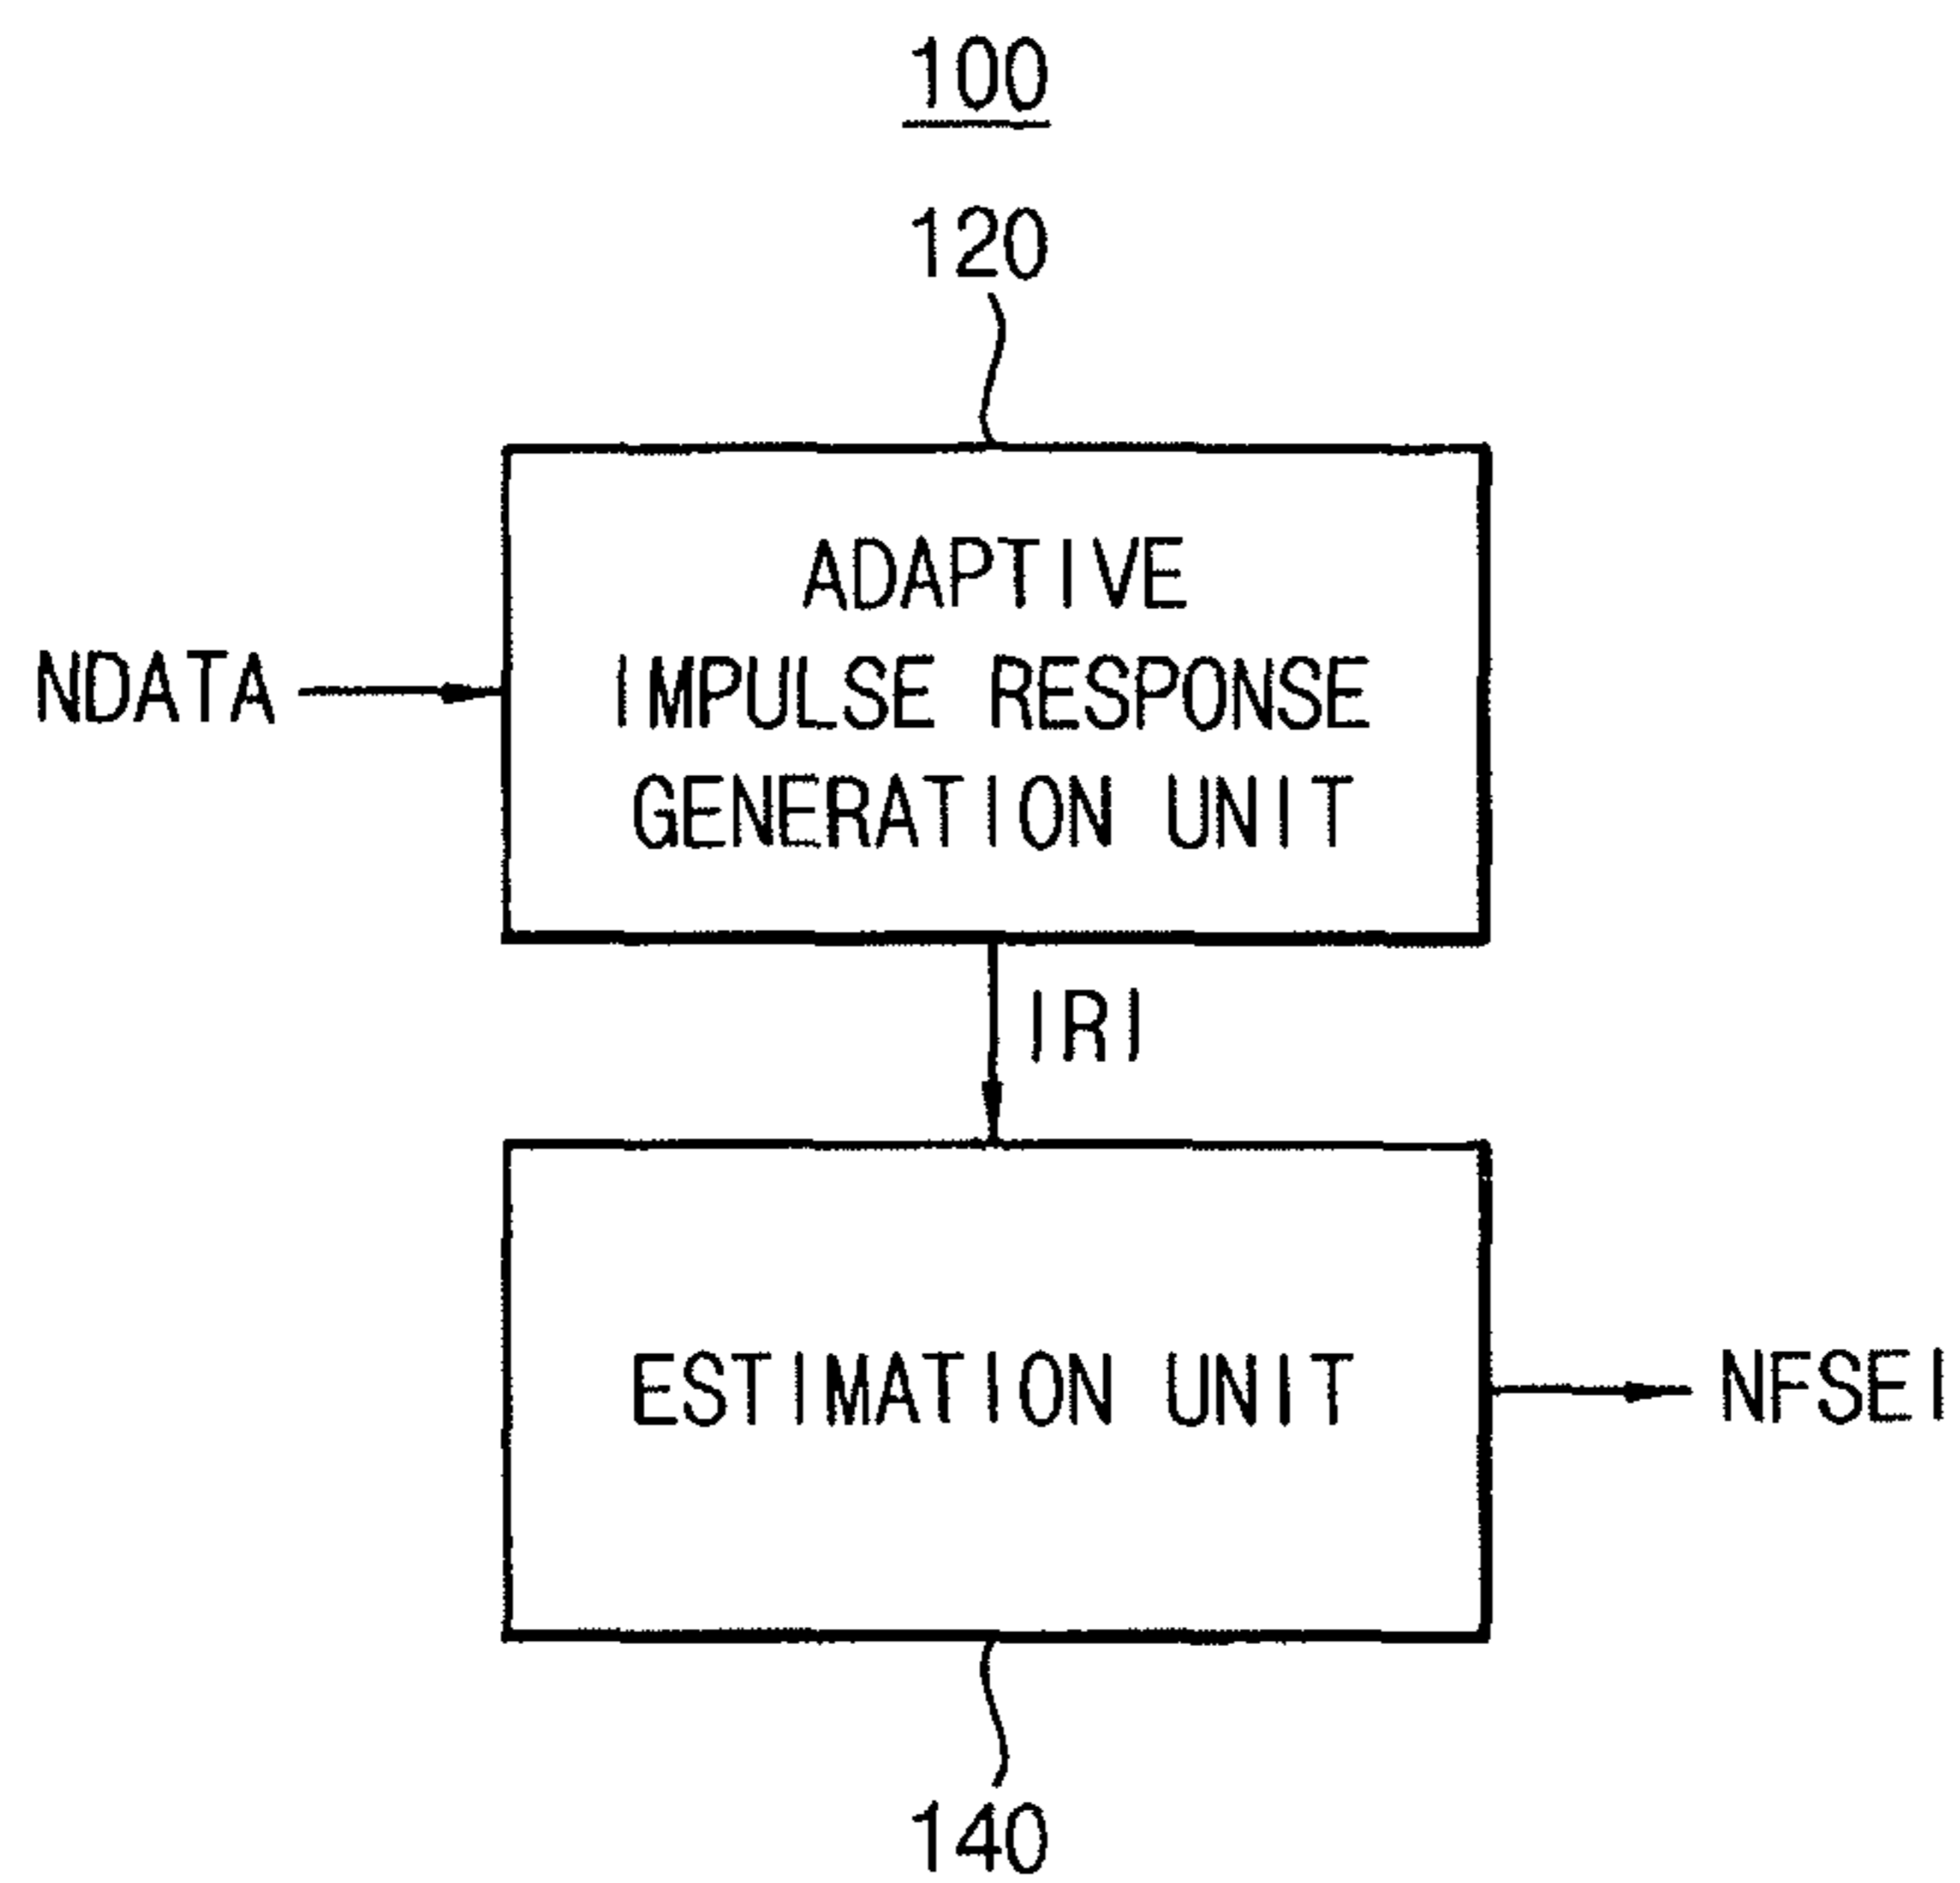 100
120
ADAPTIVE
IMPULSE RESPONSE
GENERATION UNIT
NDATA
IRI
ESTIMATION UNIT
NFSEI
140